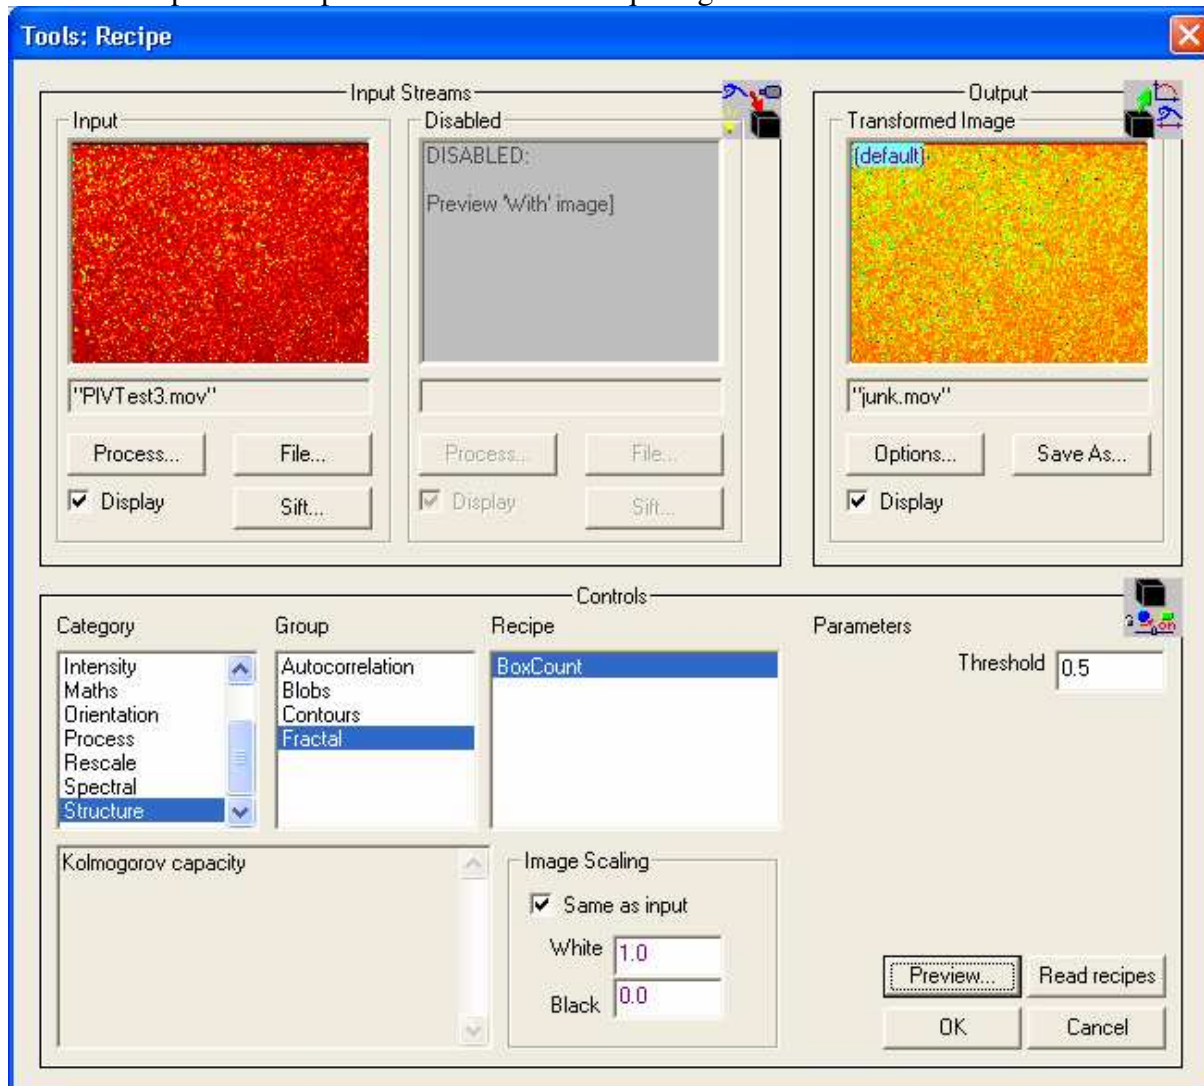 Tools: Recipe
Input Streams
Input
"PIVTest3.mov"
Process...
File...
Display
Sift...
Disabled
DISABLED:
Preview 'With' image]
Process...
File...
Display
Sift...
Output
Transformed Image
(default)
"junk.mov"
Options...
Save As...
Display
Controls
Category
Intensity
Maths
Orientation
Process
Rescale
Spectral
Structure
Group
Autocorrelation
Blobs
Contours
Fractal
Recipe
BoxCount
Parameters
Threshold 0.5
Kolmogorov capacity
Image Scaling
Same as input
White 1.0
Black 0.0
Preview...
Read recipes
OK
Cancel